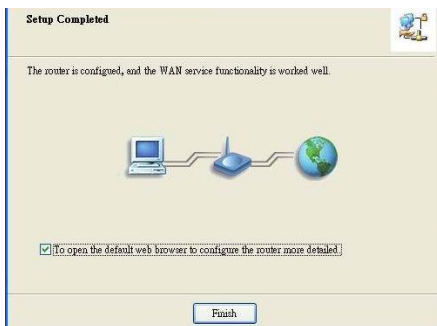 Setup Completed
The router is configued, and the WAN service functionality is worked well.
To open the default web browser to configure the router more detailed.
Finish